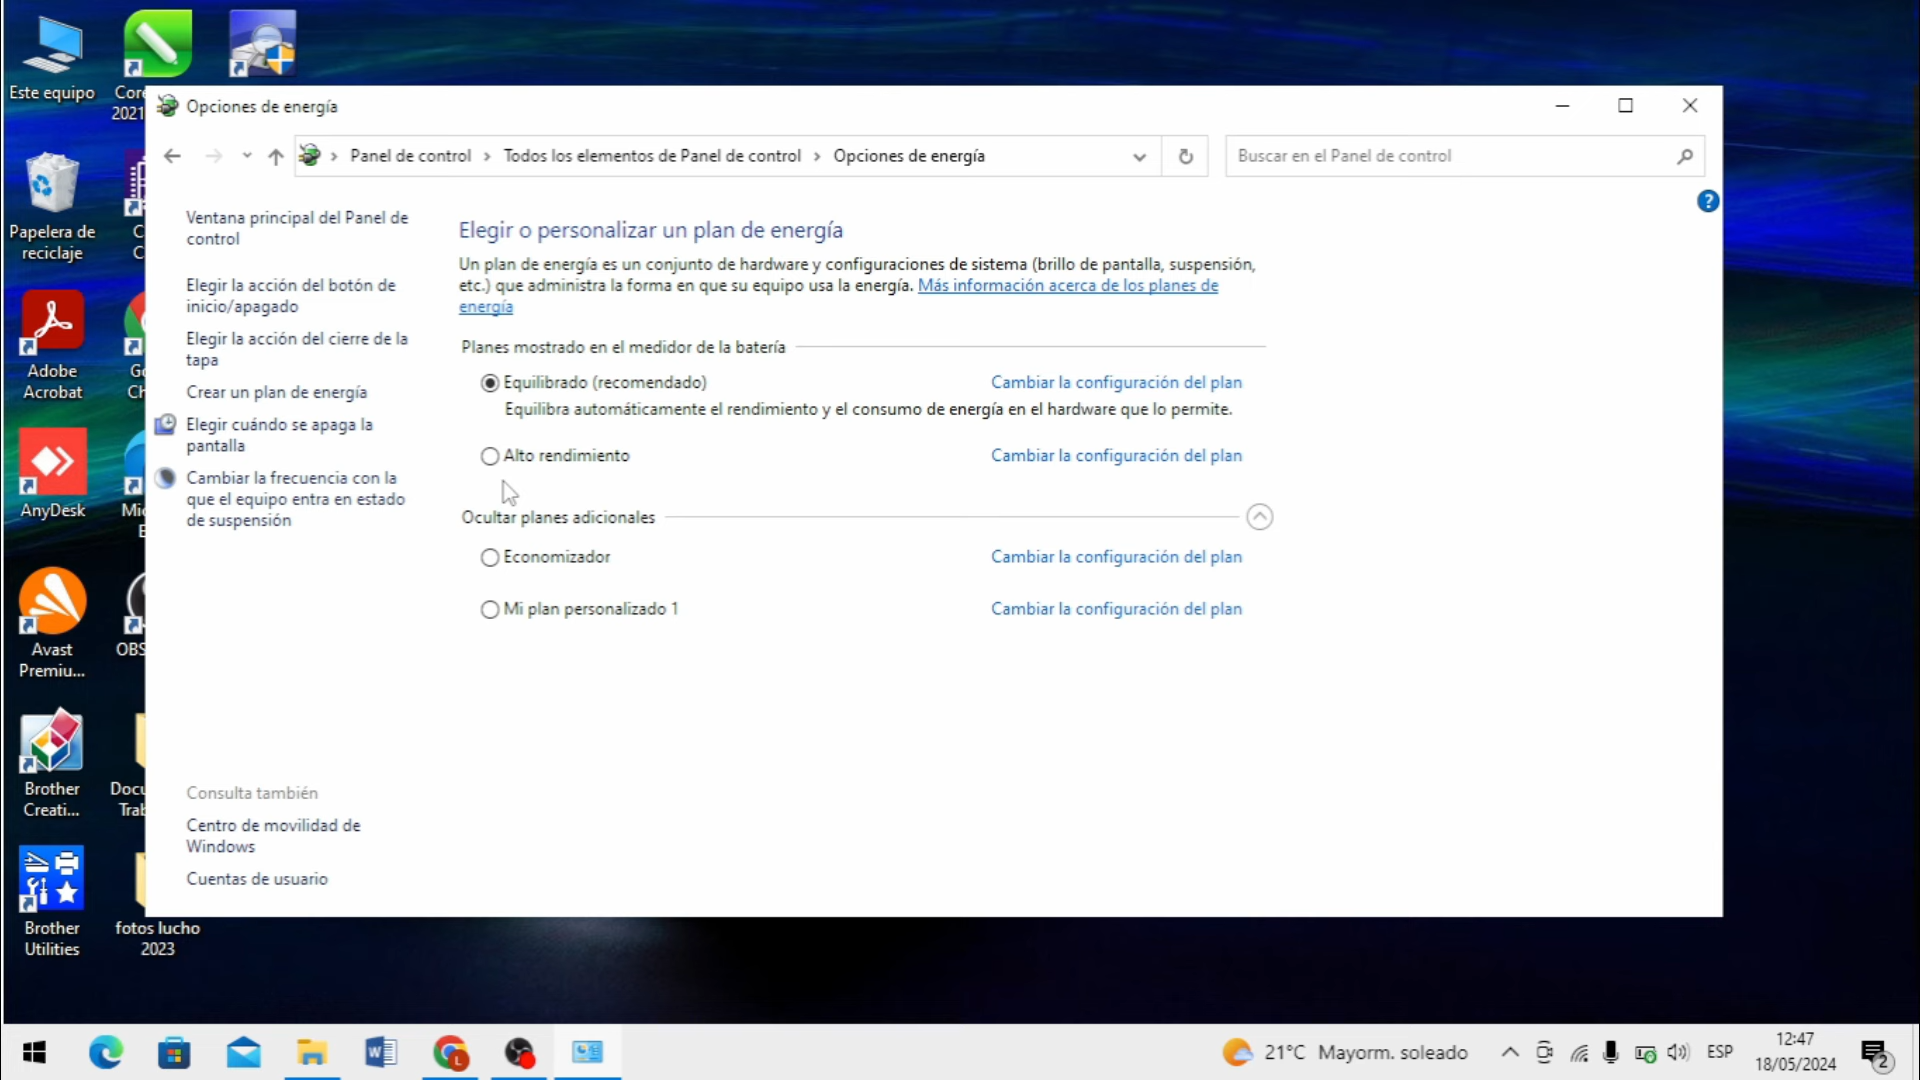 Este equipo
Core
2021
Papelera de
reciclaje
C
C
Adobe
Acrobat
Go
Ch
AnyDesk
Mic
E
Avast
Premiu...
OBS
Brother
Creati...
Docu
Trab
Brother
Utilities
fotos lucho
2023
Opciones de energía
Panel de control > Todos los elementos de Panel de control > Opciones de energía
Buscar en el Panel de control
?
Ventana principal del Panel de
control
Elegir la acción del botón de
inicio/apagado
Elegir la acción del cierre de la
tapa
Crear un plan de energía
Elegir cuándo se apaga la
pantalla
Cambiar la frecuencia con la
que el equipo entra en estado
de suspensión
Consulta también
Centro de movilidad de
Windows
Cuentas de usuario
Elegir o personalizar un plan de energía
Un plan de energía es un conjunto de hardware y configuraciones de sistema (brillo de pantalla, suspensión,
etc.) que administra la forma en que su equipo usa la energía. Más información acerca de los planes de
energía
Planes mostrado en el medidor de la batería
Equilibrado (recomendado) Cambiar la configuración del plan
Equilibra automáticamente el rendimiento y el consumo de energía en el hardware que lo permite.
Alto rendimiento Cambiar la configuración del plan
Ocultar planes adicionales
Economizador Cambiar la configuración del plan
Mi plan personalizado 1 Cambiar la configuración del plan
W
L
21°C Mayorm. soleado
ESP
12:47
18/05/2024
2